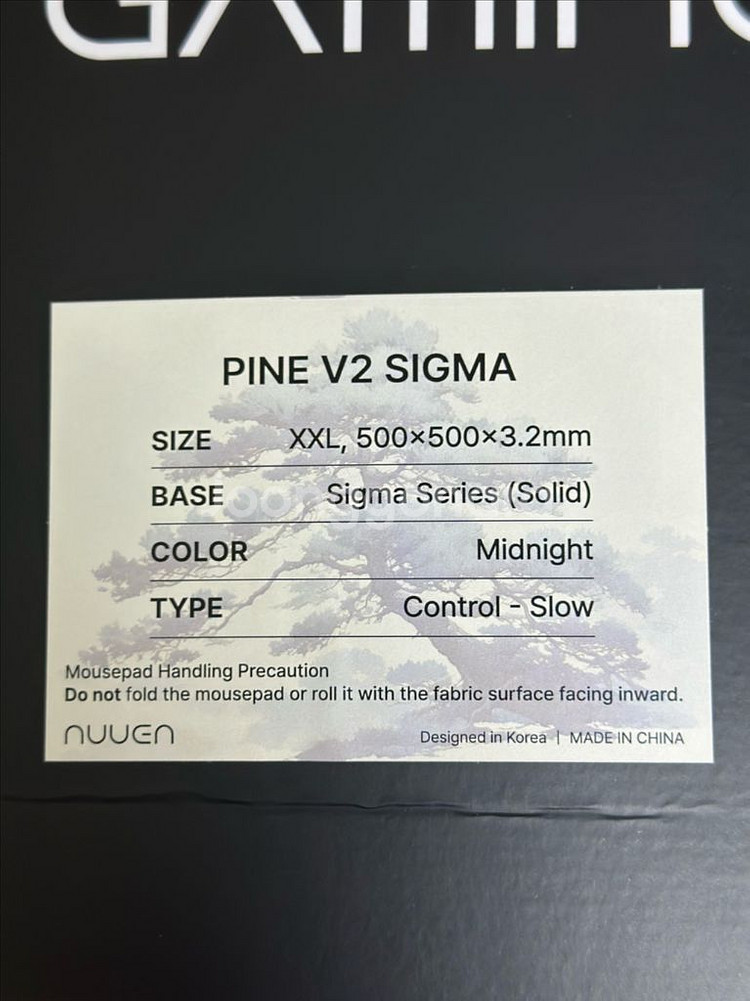 GAMING
PINE V2 SIGMA
SIZE XXL, 500×500×3.2mm
BASE Sigma Series (Solid)
COLOR Midnight
TYPE Control - Slow
Mousepad Handling Precaution
Do not fold the mousepad or roll it with the fabric surface facing inward.
nuuen
Designed in Korea | MADE IN CHINA